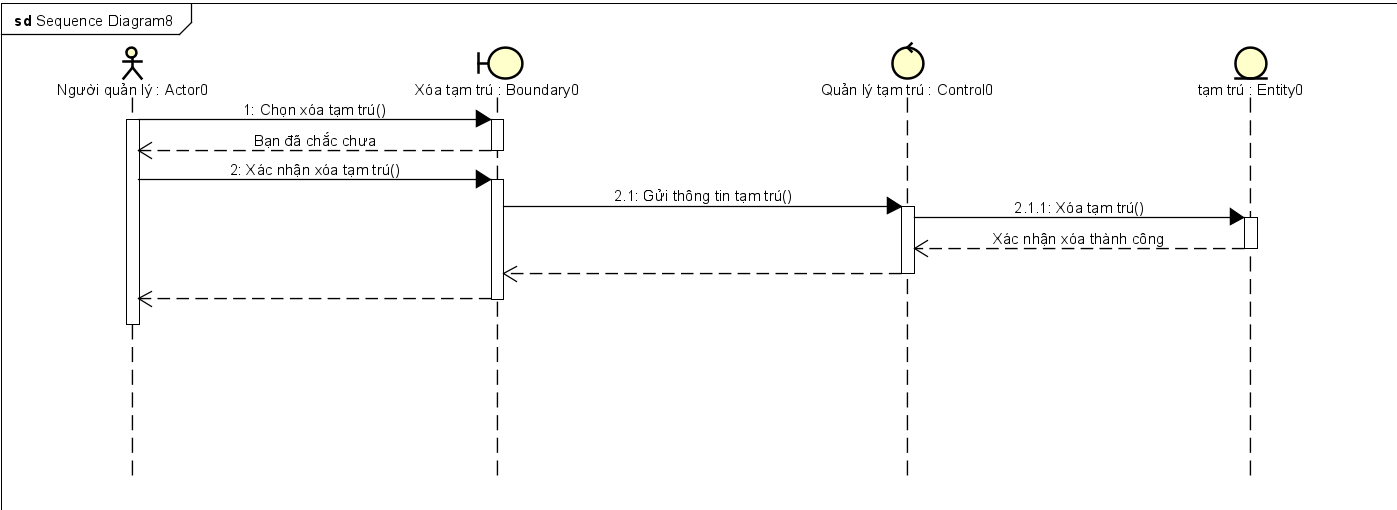 sd Sequence Diagram8
Người quản lý : Actor0
Xóa tạm trú : Boundary0
Quản lý tạm trú : Control0
tạm trú : Entity0
1: Chọn xóa tạm trú()
Bạn đã chắc chưa
2: Xác nhận xóa tạm trú()
2.1: Gửi thông tin tạm trú()
2.1.1: Xóa tạm trú()
Xác nhận xóa thành công